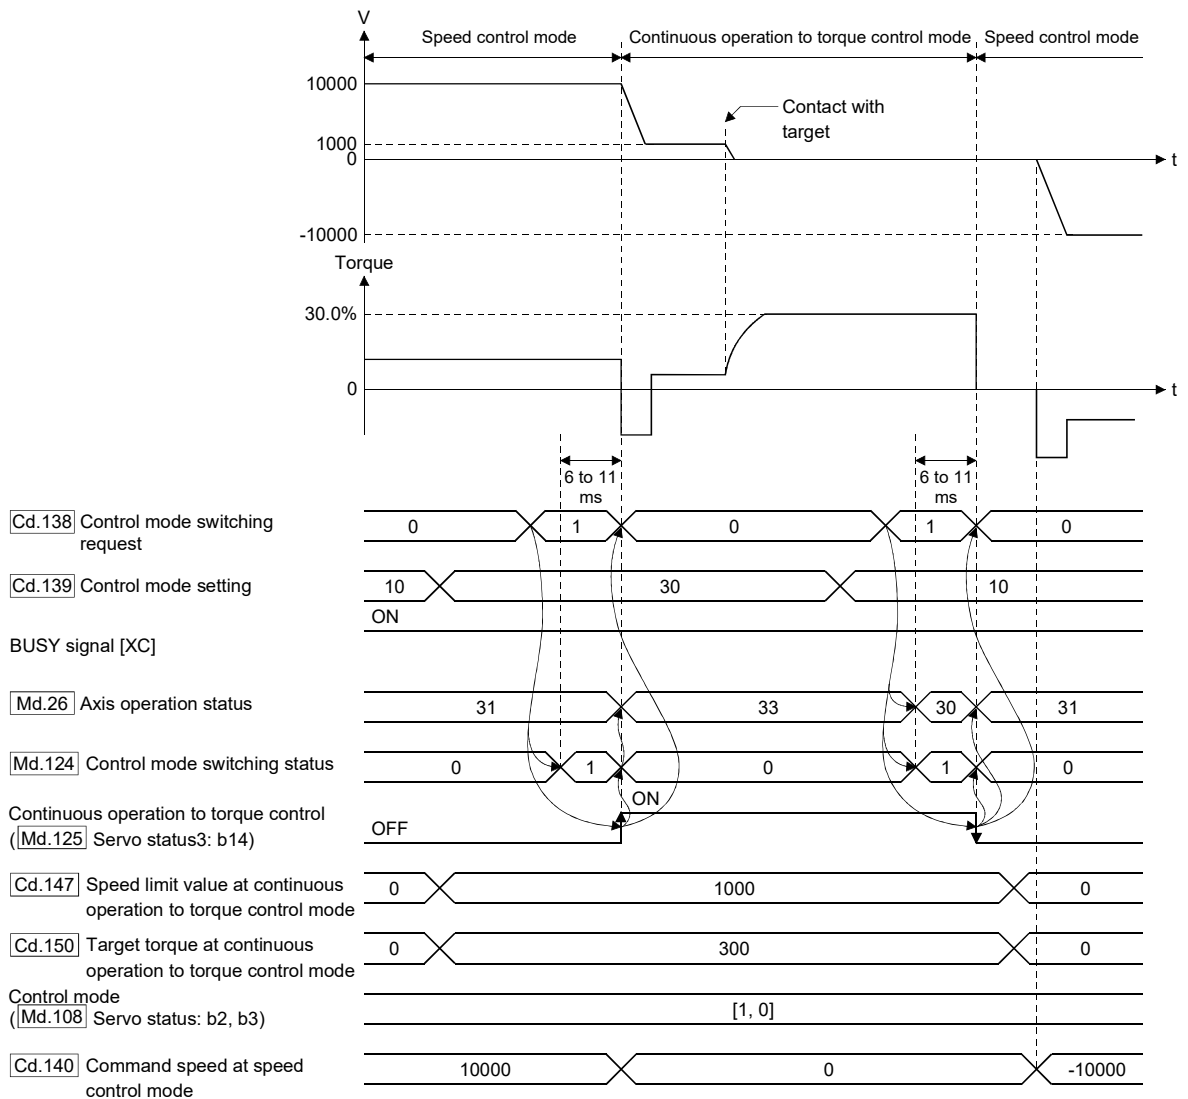 V
Speed control mode
Continuous operation to torque control mode
Speed control mode
10000
Contact with
target
1000
0
t
-10000
Torque
30.0%
0
t
6 to 11
ms
6 to 11
ms
Cd.138 Control mode switching
request
0
1
0
1
0
Cd.139 Control mode setting
10
30
10
ON
BUSY signal [XC]
Md.26 Axis operation status
31
33
30
31
Md.124 Control mode switching status
0
1
0
1
0
Continuous operation to torque control
(Md.125 Servo status3: b14)
OFF
ON
Cd.147 Speed limit value at continuous
operation to torque control mode
0
1000
0
Cd.150 Target torque at continuous
operation to torque control mode
0
300
0
Control mode
(Md.108 Servo status: b2, b3)
[1, 0]
Cd.140 Command speed at speed
control mode
10000
0
-10000